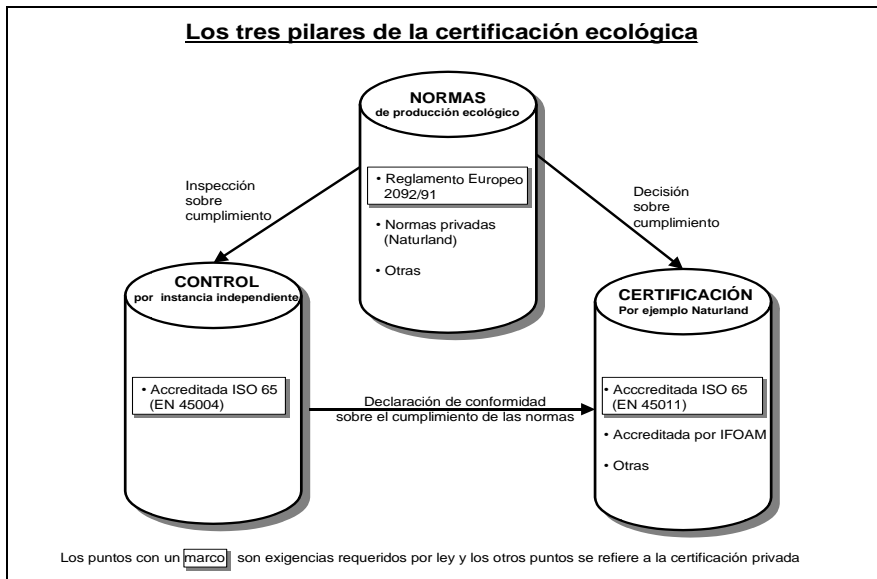 Los tres pilares de la certificación ecológica
NORMAS
de producción ecológico
• Reglamento Europeo
2092/91
• Normas privadas
(Naturland)
• Otras
Inspección
sobre
cumplimiento
Decisión
sobre
cumplimiento
CONTROL
por instancia independiente
• Accreditada ISO 65
(EN 45004)
Declaración de conformidad
sobre el cumplimiento de las normas
CERTIFICACIÓN
Por ejemplo Naturland
• Acccreditada ISO 65
(EN 45011)
• Accreditada por IFOAM
• Otras
Los puntos con un marco son exigencias requeridos por ley y los otros puntos se refiere a la certificación privada